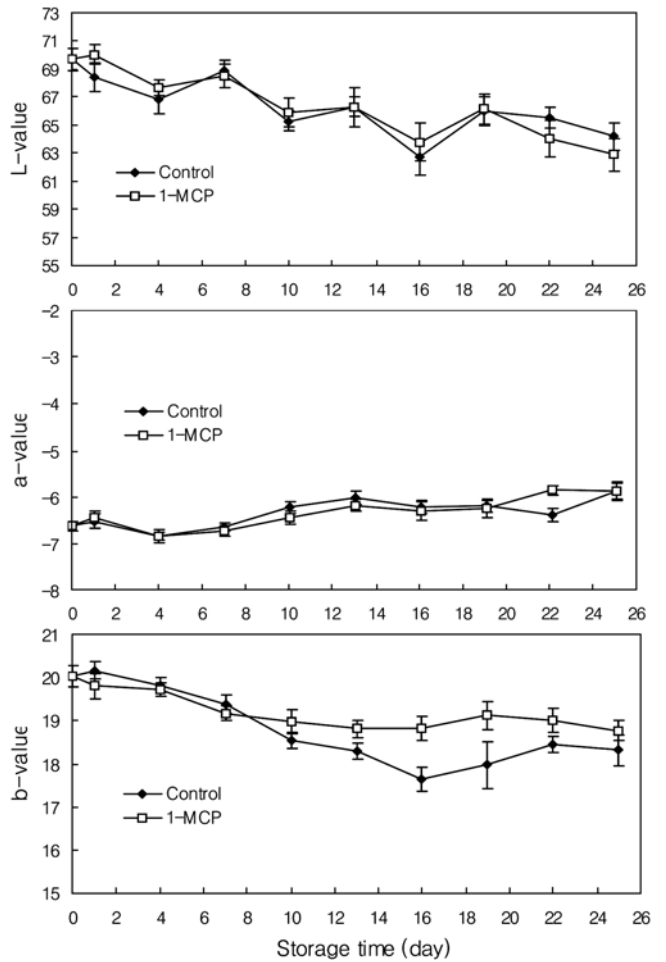 73
71
69
67
65
63
61
59
57
55
L-value
Control
1-MCP
0 2 4 6 8 10 12 14 16 18 20 22 24 26
-2
-3
-4
-5
-6
-7
-8
a-value
Control
1-MCP
0 2 4 6 8 10 12 14 16 18 20 22 24 26
21
20
19
18
17
16
15
b-value
Control
1-MCP
0 2 4 6 8 10 12 14 16 18 20 22 24 26
Storage time (day)